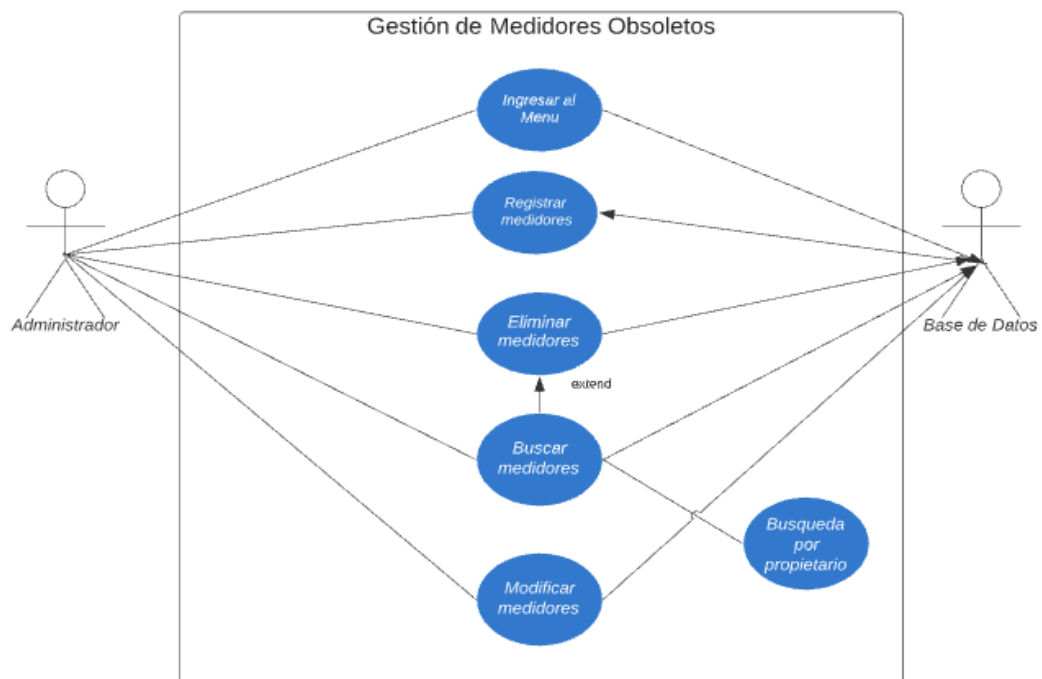 Gestión de Medidores Obsoletos
Ingresar al
Menu
Registrar
medidores
Administrador
Base de Datos
Eliminar
medidores
extend
Buscar
medidores
Busqueda
por
propietario
Modificar
medidores